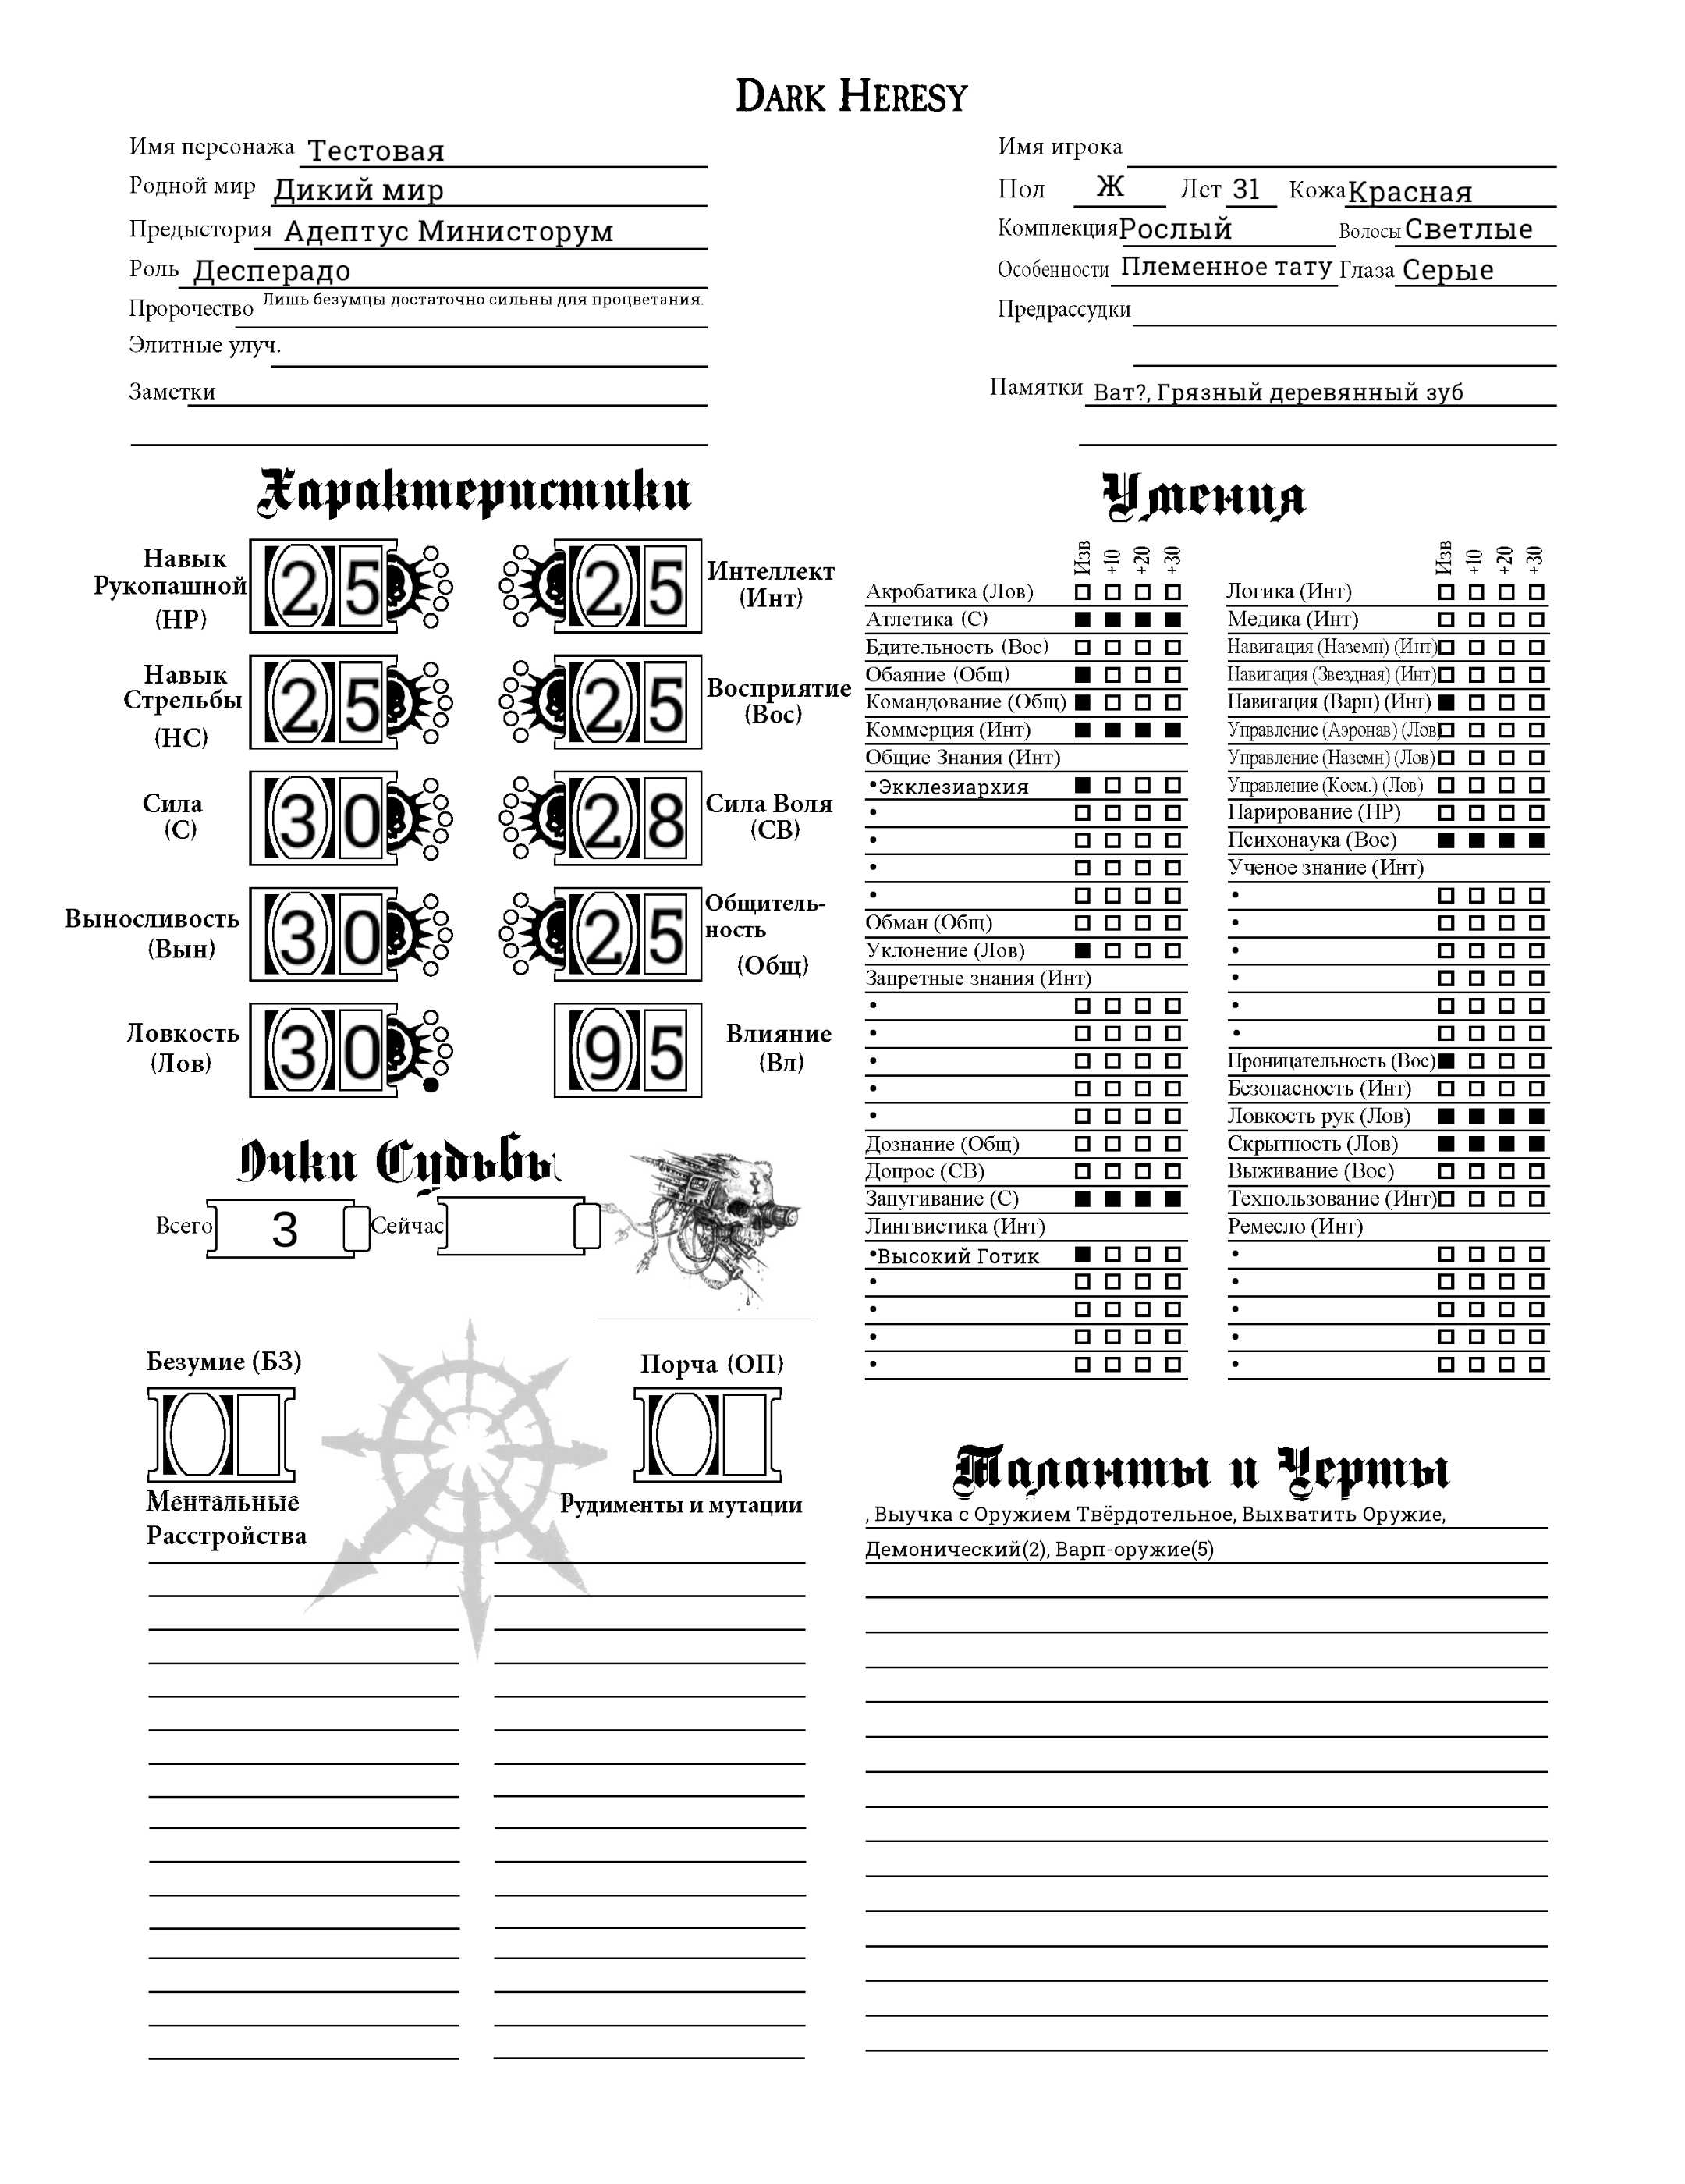 DARK HERESY
Имя персонажа Тестовая
Родной мир Дикий мир
Предыстория Адептус Министорум
Роль Десперадо
Пророчество Лишь безумцы достаточно сильны для процветания.
Элитные улуч.
Заметки
Имя игрока
Пол Ж Лет 31 Кожа Красная
Комплекция Рослый Волосы Светлые
Особенности Племенное тату Глаза Серые
Предрассудки
Памятки Ват?, Грязный деревянный зуб
Характеристики
Навык Рукопашной (НР) 25
Интеллект (Инт) 25
Навык Стрельбы (НС) 25
Восприятие (Вос) 25
Сила (С) 30
Сила Воля (СВ) 28
Выносливость (Вын) 30
Общитель-
ность
(Общ) 25
Ловкость (Лов) 30
Влияние (Вл) 95
Очки Судьбы
Всего 3 Сейчас
Безумие (БЗ)
Порча (ОП)
Ментальные
Расстройства
Рудименты и мутации
Умения
Изв +10 +20 +30
Акробатика (Лов)
Атлетика (С)
Бдительность (Вос)
Обаяние (Общ)
Командование (Общ)
Коммерция (Инт)
Общие Знания (Инт)
•Экклезиархия
•
•
•
•
Обман (Общ)
Уклонение (Лов)
Запретные знания (Инт)
•
•
•
•
•
Дознание (Общ)
Допрос (СВ)
Запугивание (С)
Лингвистика (Инт)
•Высокий Готик
•
•
•
•
Изв +10 +20 +30
Логика (Инт)
Медика (Инт)
Навигация (Наземн) (Инт)
Навигация (Звездная) (Инт)
Навигация (Варп) (Инт)
Управление (Аэронав) (Лов)
Управление (Наземн) (Лов)
Управление (Косм.) (Лов)
Парирование (НР)
Психонаука (Вос)
Ученое знание (Инт)
•
•
•
•
•
•
Проницательность (Вос)
Безопасность (Инт)
Ловкость рук (Лов)
Скрытность (Лов)
Выживание (Вос)
Техпользование (Инт)
Ремесло (Инт)
•
•
•
•
•
Таланты и Черты
, Выучка с Оружием Твёрдотельное, Выхватить Оружие,
Демонический(2), Варп-оружие(5)